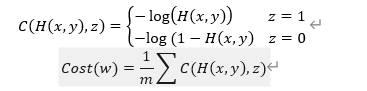 C(H(x,y),z) = { −log(H(x,y))     z = 1
−log (1 − H(x,y)   z = 0 ↵
Cost(w) = 1/m ∑ C(H(x,y),z)↵